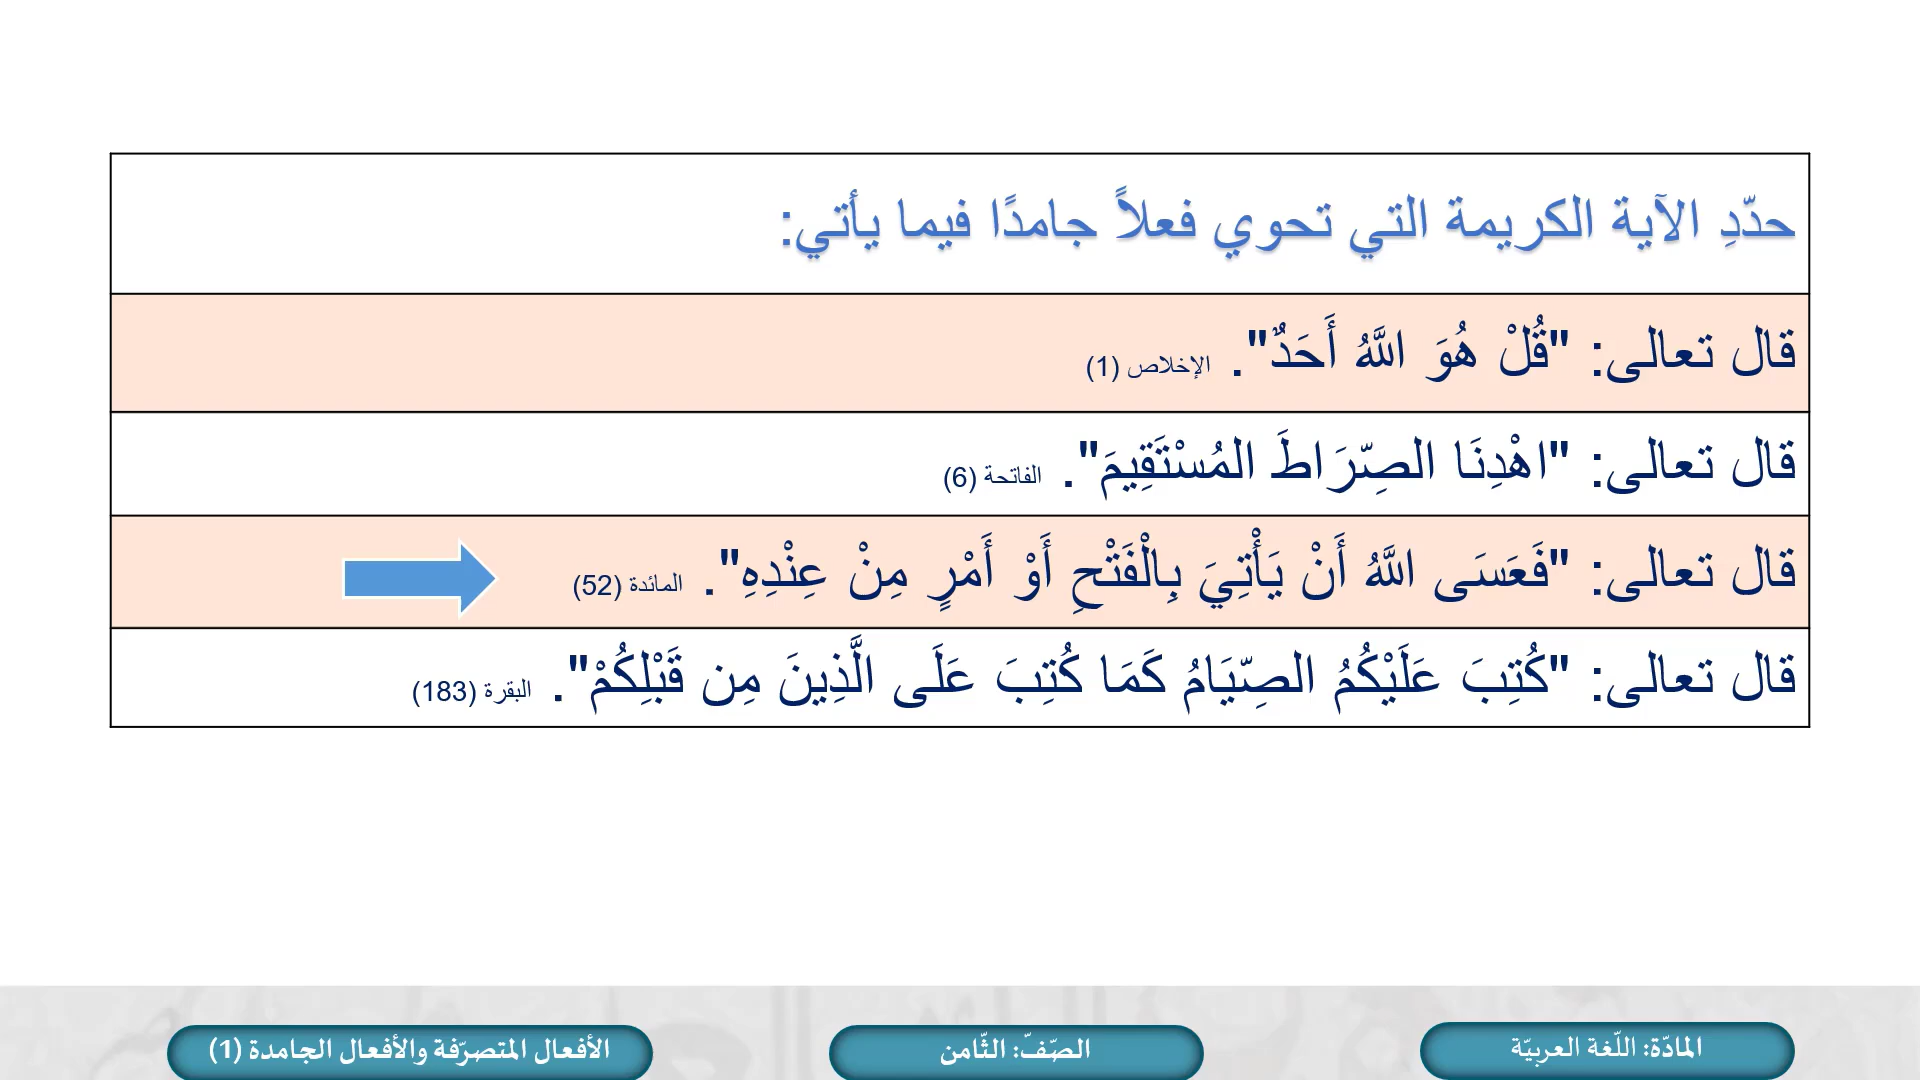 حدّدِ الآية الكريمة التي تحوي فعلاً جامدًا فيما يأتي:
قال تعالى: "قُلْ هُوَ اللَّهُ أَحَدٌ". الإخلاص (1)
قال تعالى: "اهْدِنَا الصِّرَاطَ المُسْتَقِيمَ". الفاتحة (6)
قال تعالى: "فَعَسَى اللَّهُ أَنْ يَأْتِيَ بِالْفَتْحِ أَوْ أَمْرٍ مِنْ عِنْدِهِ". المائدة (52)
قال تعالى: "كُتِبَ عَلَيْكُمُ الصِّيَامُ كَمَا كُتِبَ عَلَى الَّذِينَ مِن قَبْلِكُمْ". البقرة (183)
المادّة: اللّغة العربيّة
الصّفّ: الثّامن
الأفعال المتصرّفة والأفعال الجامدة (1)